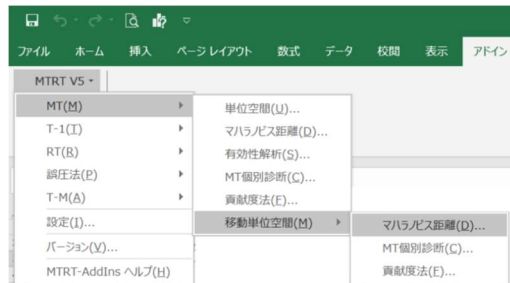 ファイル ホーム 挿入 ページ レイアウト 数式 データ 校閲 表示 アドイン
MTRT V5
MT(M)
T-1(T)
RT(R)
誤圧法(P)
T-M(A)
設定(I)...
バージョン(V)...
MTRT-AddIns ヘルプ(H)
単位空間(U)...
マハラノビス距離(D)...
有効性解析(S)...
MT個別診断(C)...
貢献度法(F)...
移動単位空間(M)
マハラノビス距離(D)...
MT個別診断(C)...
貢献度法(F)...